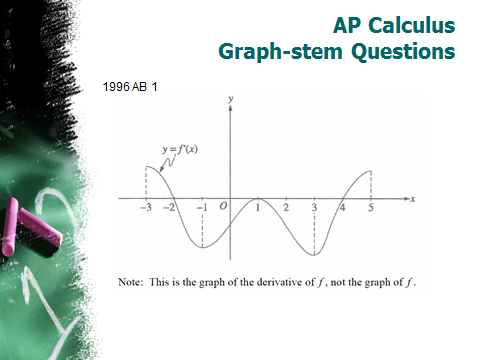 AP Calculus
Graph-stem Questions
1996 AB 1
y
y = f'(x)
-3 -2 -1 O 1 2 3 4 5 x
Note: This is the graph of the derivative of f, not the graph of f.